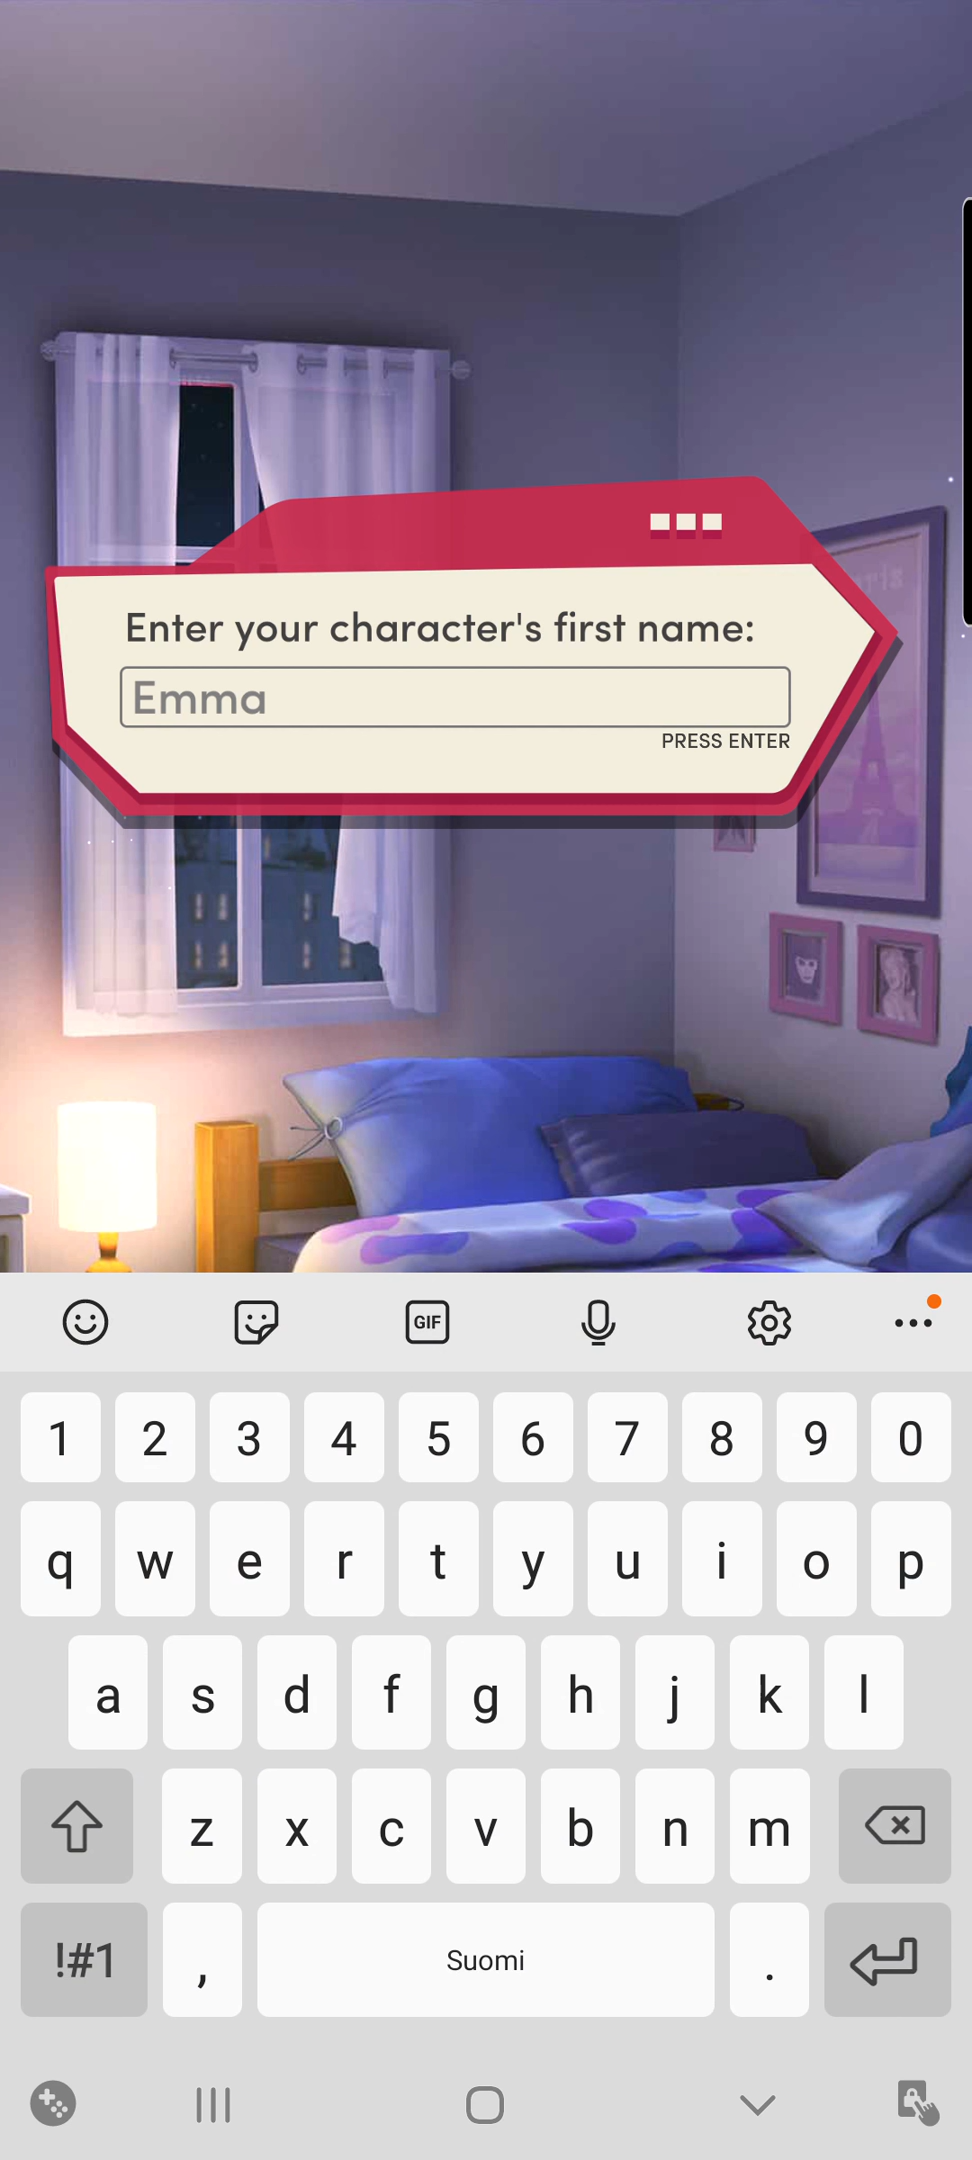 Enter your character's first name:
Emma
PRESS ENTER
GIF
1 2 3 4 5 6 7 8 9 0
q w e r t y u i o p
a s d f g h j k l
z x c v b n m
!#1 , Suomi .